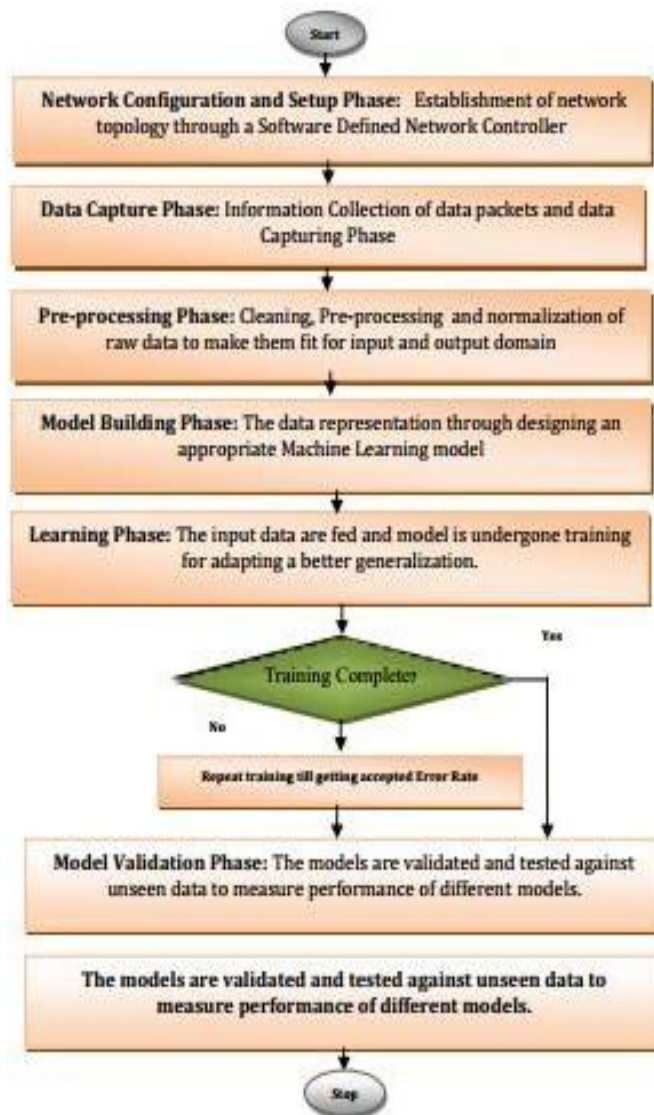 Start
Network Configuration and Setup Phase: Establishment of network
topology through a Software Defined Network Controller
Data Capture Phase: Information Collection of data packets and data
Capturing Phase
Pre-processing Phase: Cleaning, Pre-processing and normalization of
raw data to make them fit for input and output domain
Model Building Phase: The data representation through designing an
appropriate Machine Learning model
Learning Phase: The input data are fed and model is undergone training
for adapting a better generalization.
Yes
Training Completer
No
Repeat training till getting accepted Error Rate
Model Validation Phase: The models are validated and tested against
unseen data to measure performance of different models.
The models are validated and tested against unseen data to
measure performance of different models.
Stop